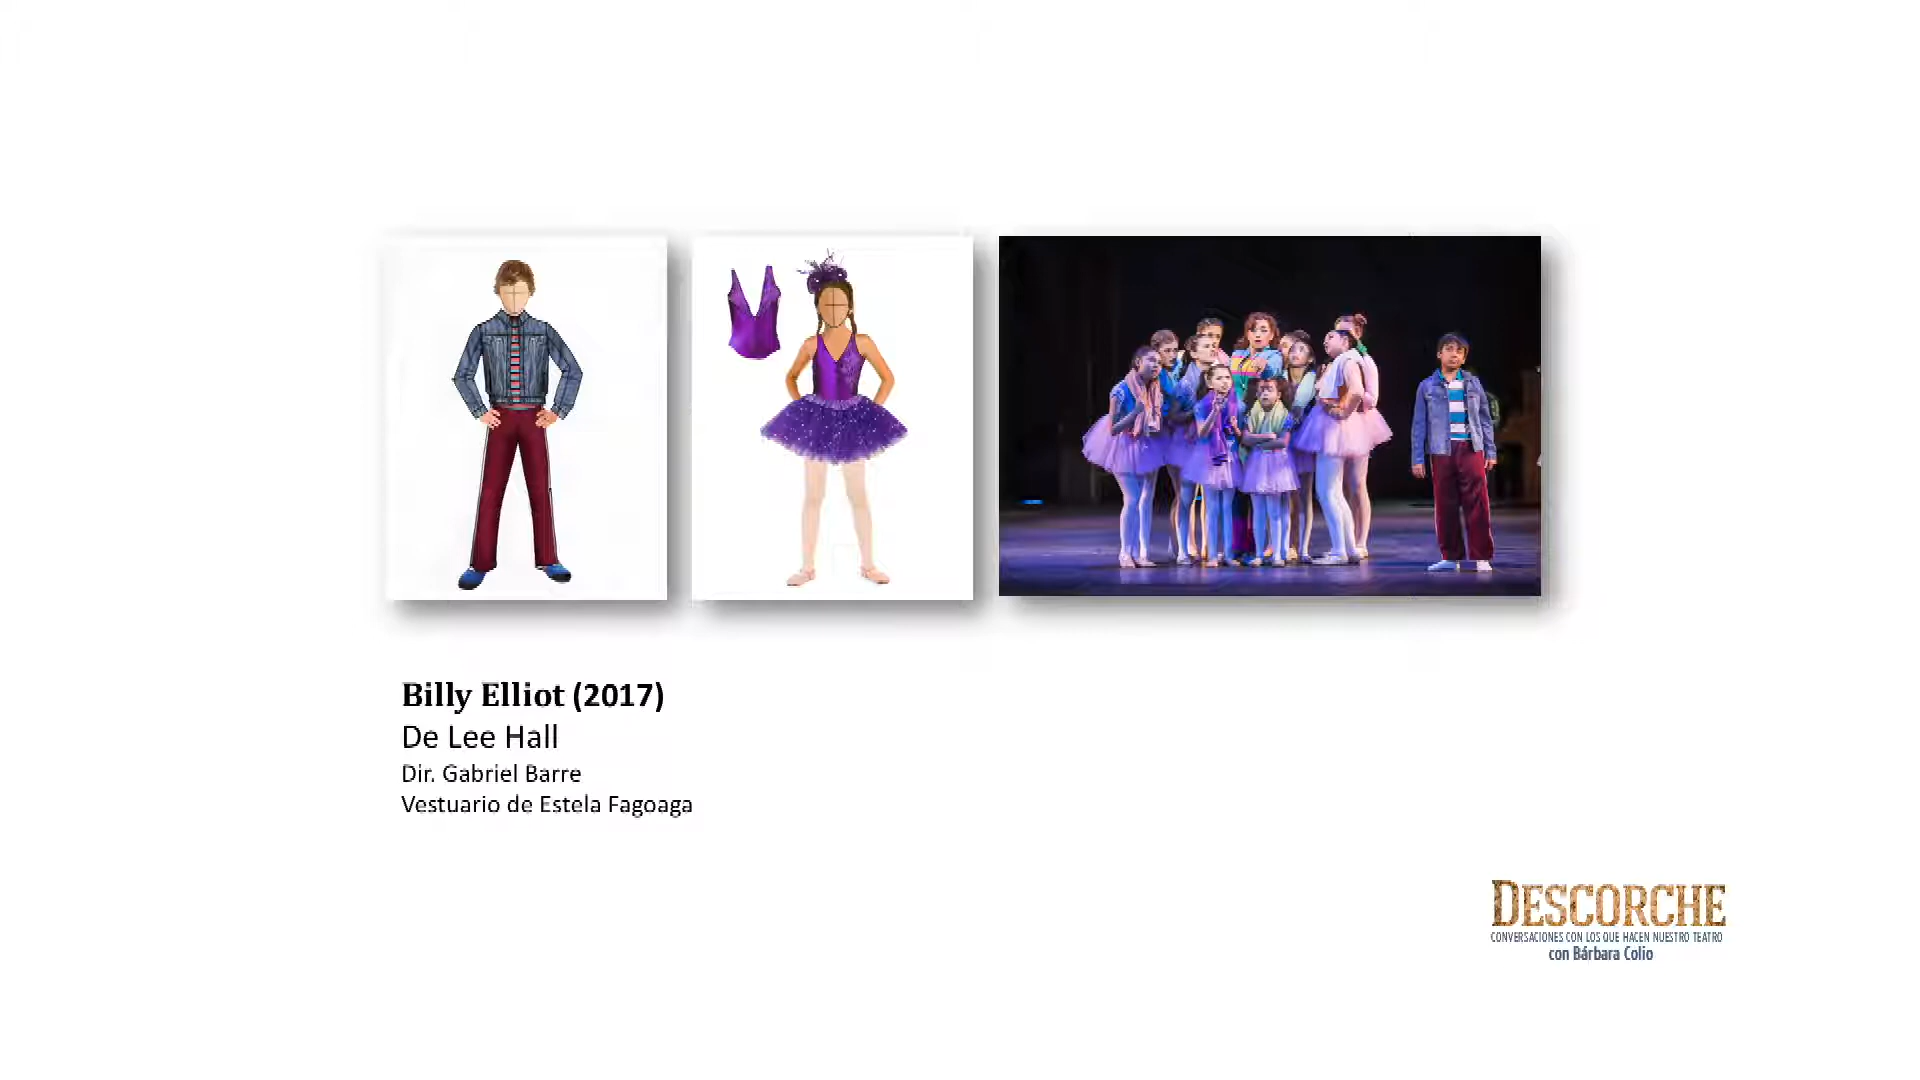 Billy Elliot (2017)
De Lee Hall
Dir. Gabriel Barre
Vestuario de Estela Fagoaga
DESCORCHE
CONVERSACIONES CON LOS QUE HACEN NUESTRO TEATRO
con Bárbara Colio